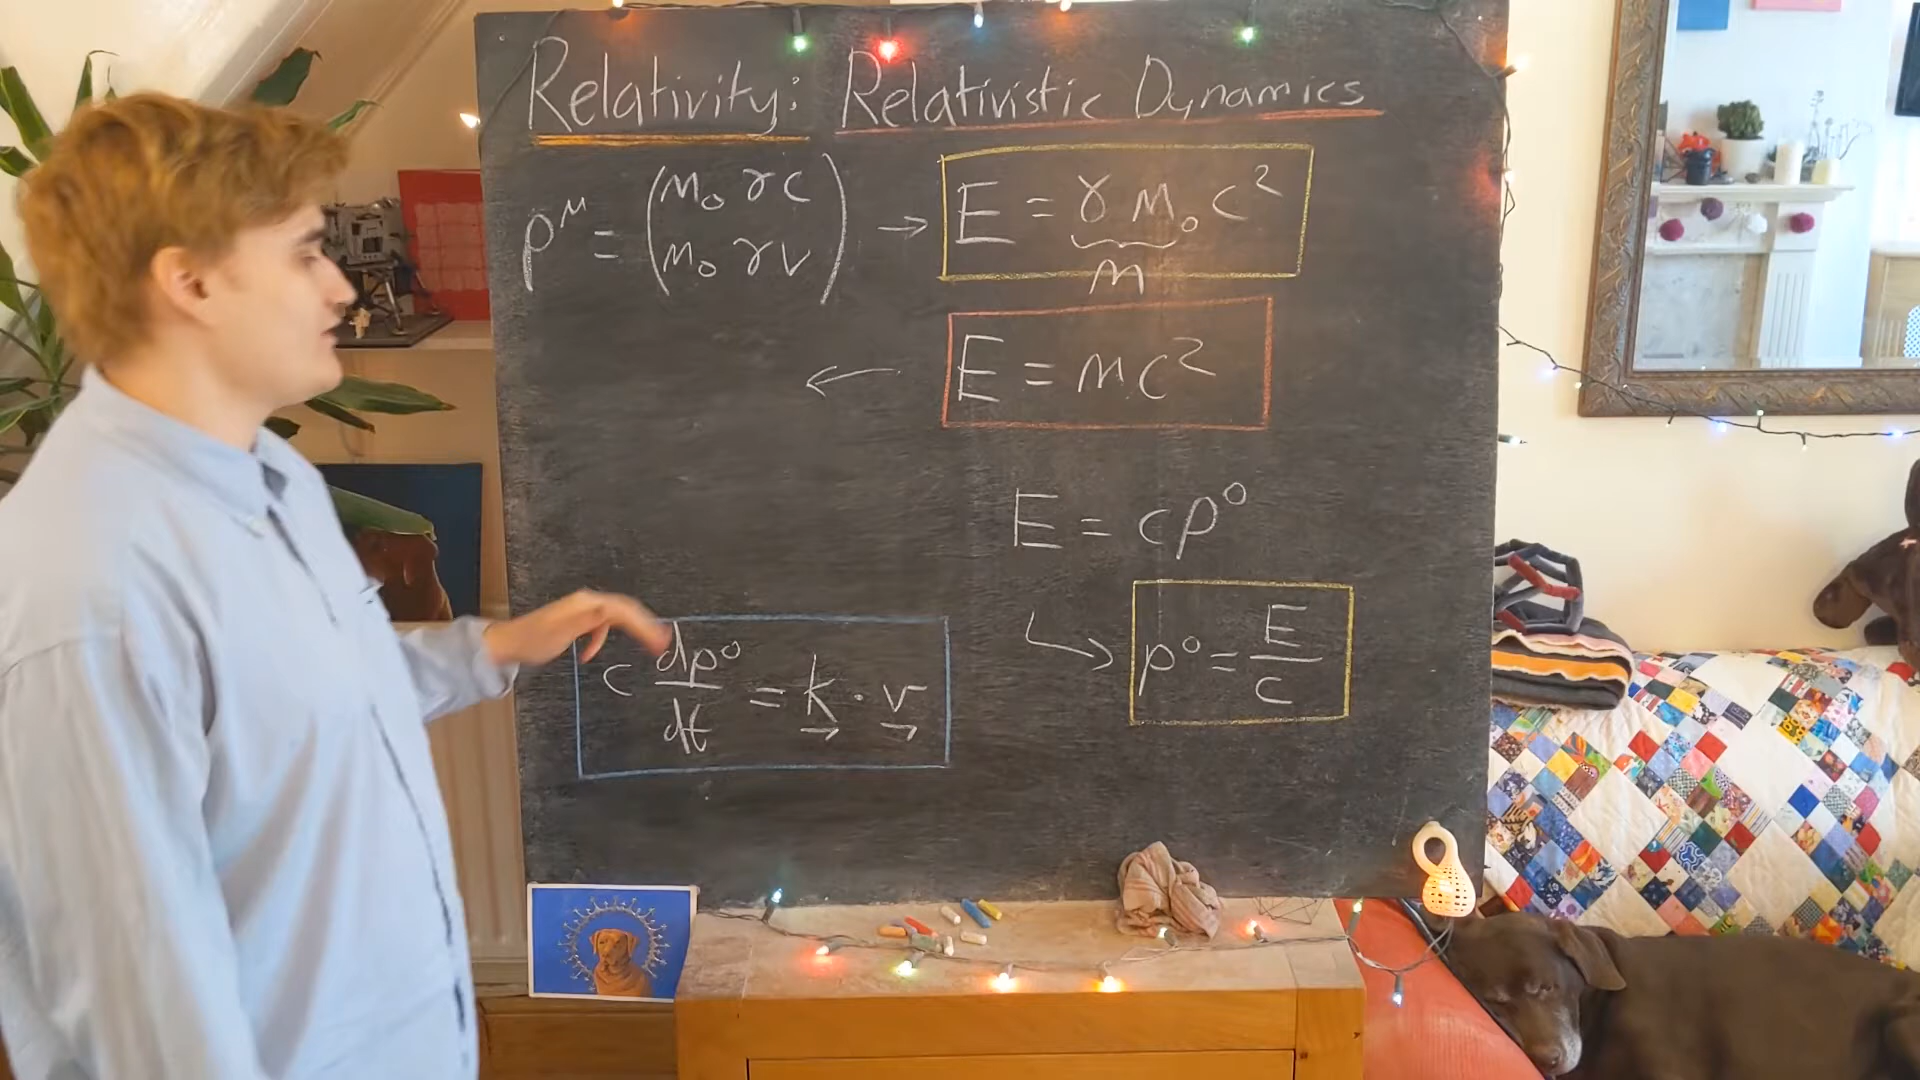 Relativity: Relativistic Dynamics
p^μ = (m₀γc
m₀γv) → E = γm₀c²
m
← E = mc²
E = cp⁰
c dp⁰/dt = k · v
↳ p⁰ = E/c